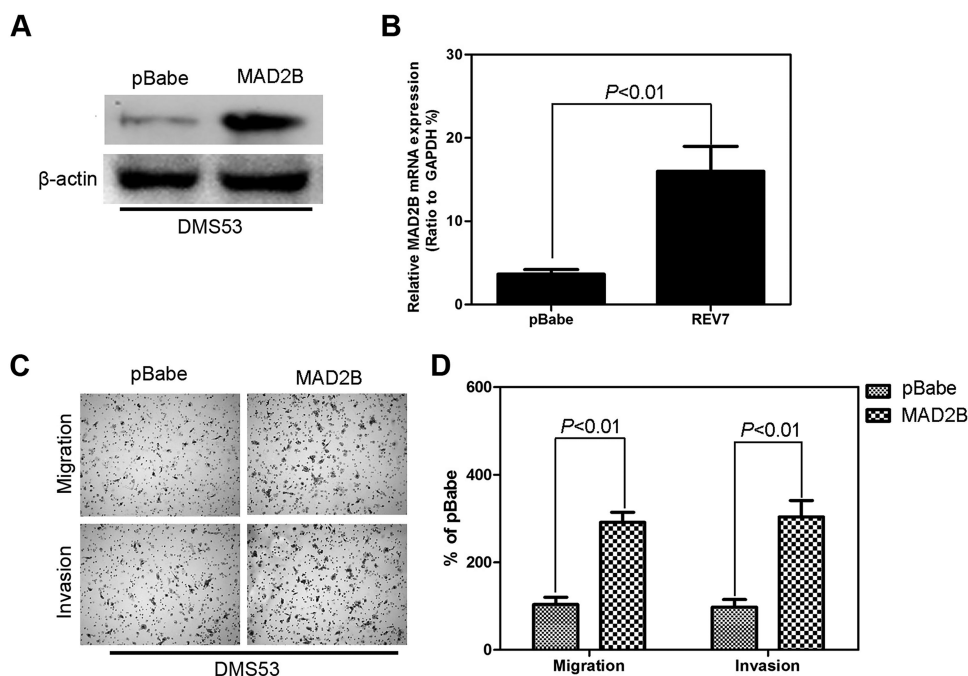 A
pBabe MAD2B
β-actin
DMS53
B
Relative MAD2B mRNA expression
(Ratio to GAPDH %)
30
20
10
0
P<0.01
pBabe REV7
C
pBabe MAD2B
Migration
Invasion
DMS53
D
% of pBabe
600
400
200
0
P<0.01 P<0.01
Migration Invasion
pBabe
MAD2B